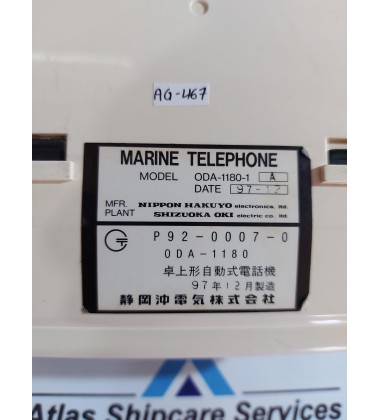 AG-467
MARINE TELEPHONE
MODEL ODA-1180-1 A
DATE 97-12
MFR. NIPPON HAKUYO electronics, ltd.
PLANT SHIZUOKA OKI electric co ltd.
P92-0007-0
ODA-1180
卓上形自動式電話機
97年12月製造
静岡沖電気株式会社
Atlas Shipcare Services